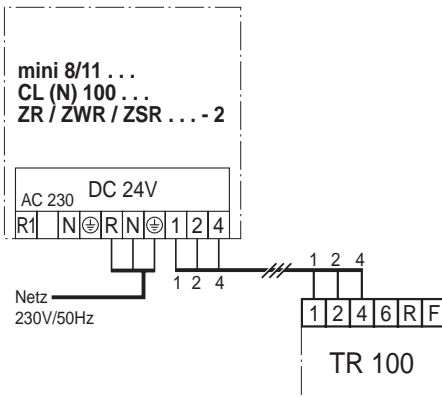 mini 8/11 . . .
CL (N) 100 . . .
ZR / ZWR / ZSR . . . - 2
DC 24V
AC 230
R1 N R N 1 2 4
1 2 4
1 2 4
Netz
230V/50Hz
1 2 4 6 R F
TR 100